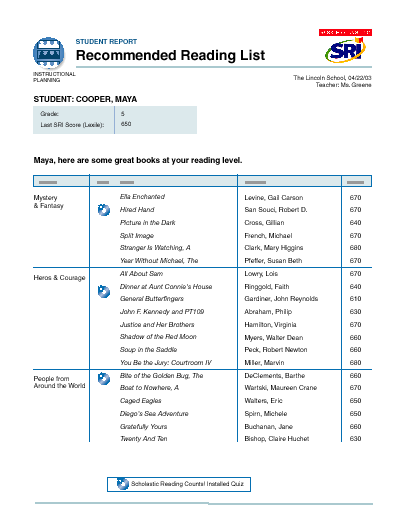 SCHOLASTIC
SRI
STUDENT REPORT
Recommended Reading List
INSTRUCTIONAL
PLANNING
The Lincoln School, 04/22/03
Teacher: Ms. Greene
STUDENT: COOPER, MAYA
Grade: 5
Last SRI Score (Lexile): 650
Maya, here are some great books at your reading level.
Mystery & Fantasy
Ella Enchanted Levine, Gail Carson 670
Hired Hand San Souci, Robert D. 670
Picture in the Dark Cross, Gillian 640
Split Image French, Michael 670
Stranger Is Watching, A Clark, Mary Higgins 680
Year Without Michael, The Pfeffer, Susan Beth 670
Heros & Courage
All About Sam Lowry, Lois 670
Dinner at Aunt Connie's House Ringgold, Faith 640
General Butterfingers Gardiner, John Reynolds 610
John F. Kennedy and PT109 Abraham, Philip 630
Justice and Her Brothers Hamilton, Virginia 670
Shadow of the Red Moon Myers, Walter Dean 660
Soup in the Saddle Peck, Robert Newton 660
You Be the Jury: Courtroom IV Miller, Marvin 660
People from
Around the World
Bite of the Golden Bug, The DeClements, Barthe 660
Boat to Nowhere, A Wartski, Maureen Crane 670
Caged Eagles Walters, Eric 650
Diego's Sea Adventure Spirn, Michele 650
Gratefully Yours Buchanan, Jane 660
Twenty And Ten Bishop, Claire Huchet 630
Scholastic Reading Counts! Installed Quiz